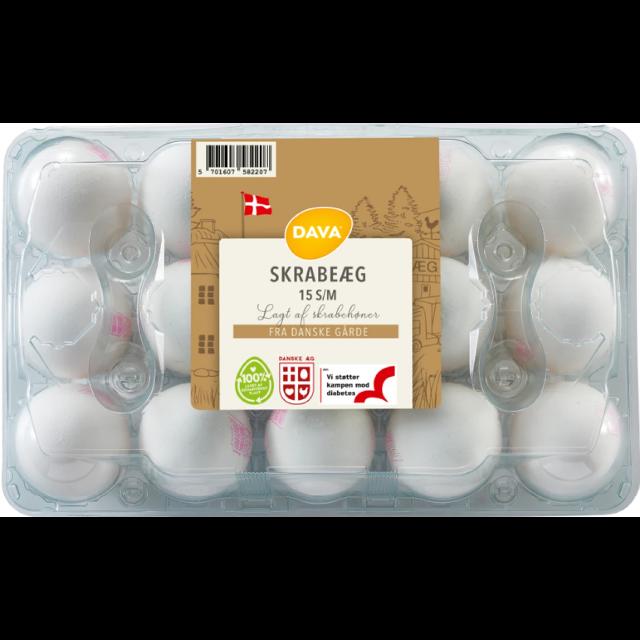 5 701607 582207
DAVA
ÆG
SKRABEÆG
15 S/M
Lagt af skrabehøner
FRA DANSKE GÅRDE
100%
DANSKE ÆG
Vi støtter
kampen mod
diabetes